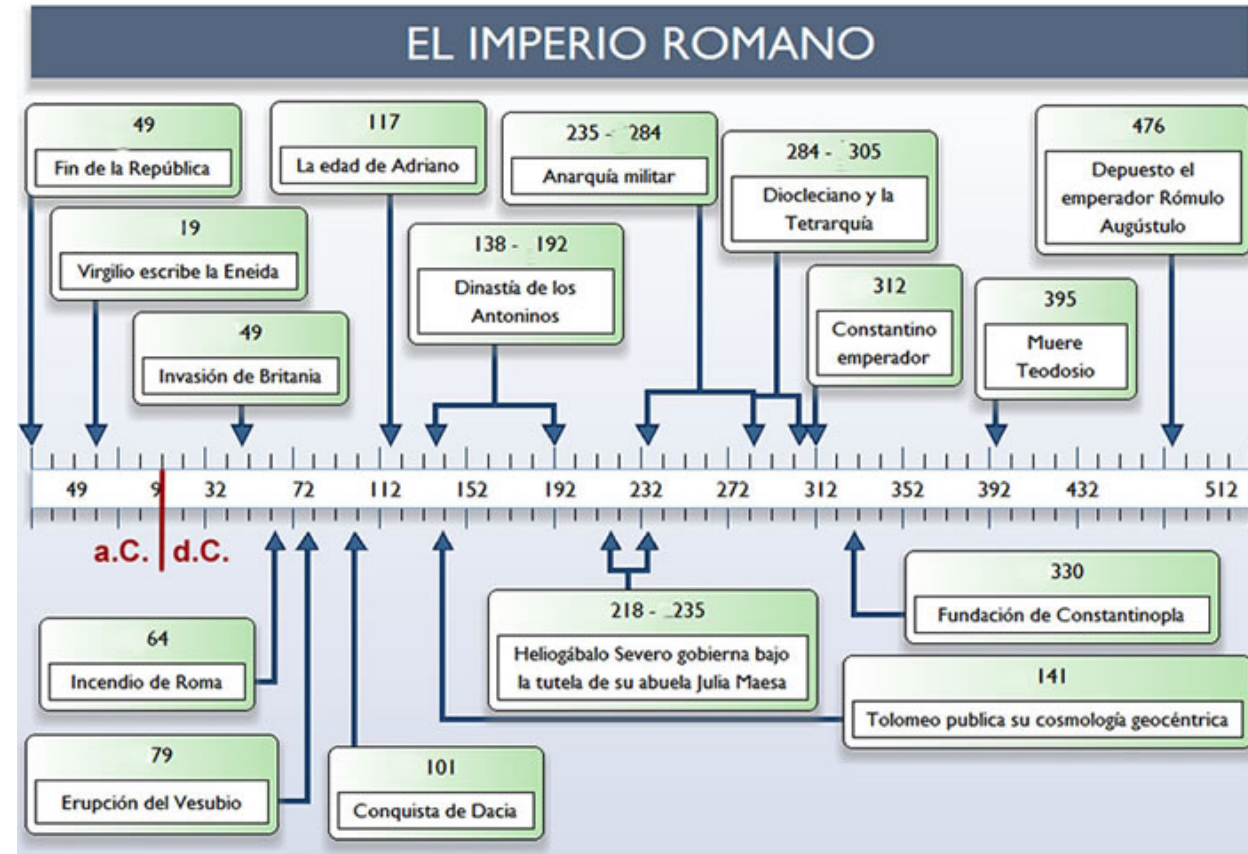 EL IMPERIO ROMANO
49
Fin de la República
19
Virgilio escribe la Eneida
49
Invasión de Britania
117
La edad de Adriano
138 - 192
Dinastía de los
Antoninos
235 - 284
Anarquía militar
284 - 305
Diocleciano y la
Tetrarquía
312
Constantino
emperador
395
Muere
Teodosio
476
Depuesto el
emperador Rómulo
Augústulo
49 9 32 72 112 152 192 232 272 312 352 392 432 512
a.C. d.C.
64
Incendio de Roma
79
Erupción del Vesubio
101
Conquista de Dacia
218 - 235
Heliogábalo Severo gobierna bajo
la tutela de su abuela Julia Maesa
330
Fundación de Constantinopla
141
Tolomeo publica su cosmología geocéntrica